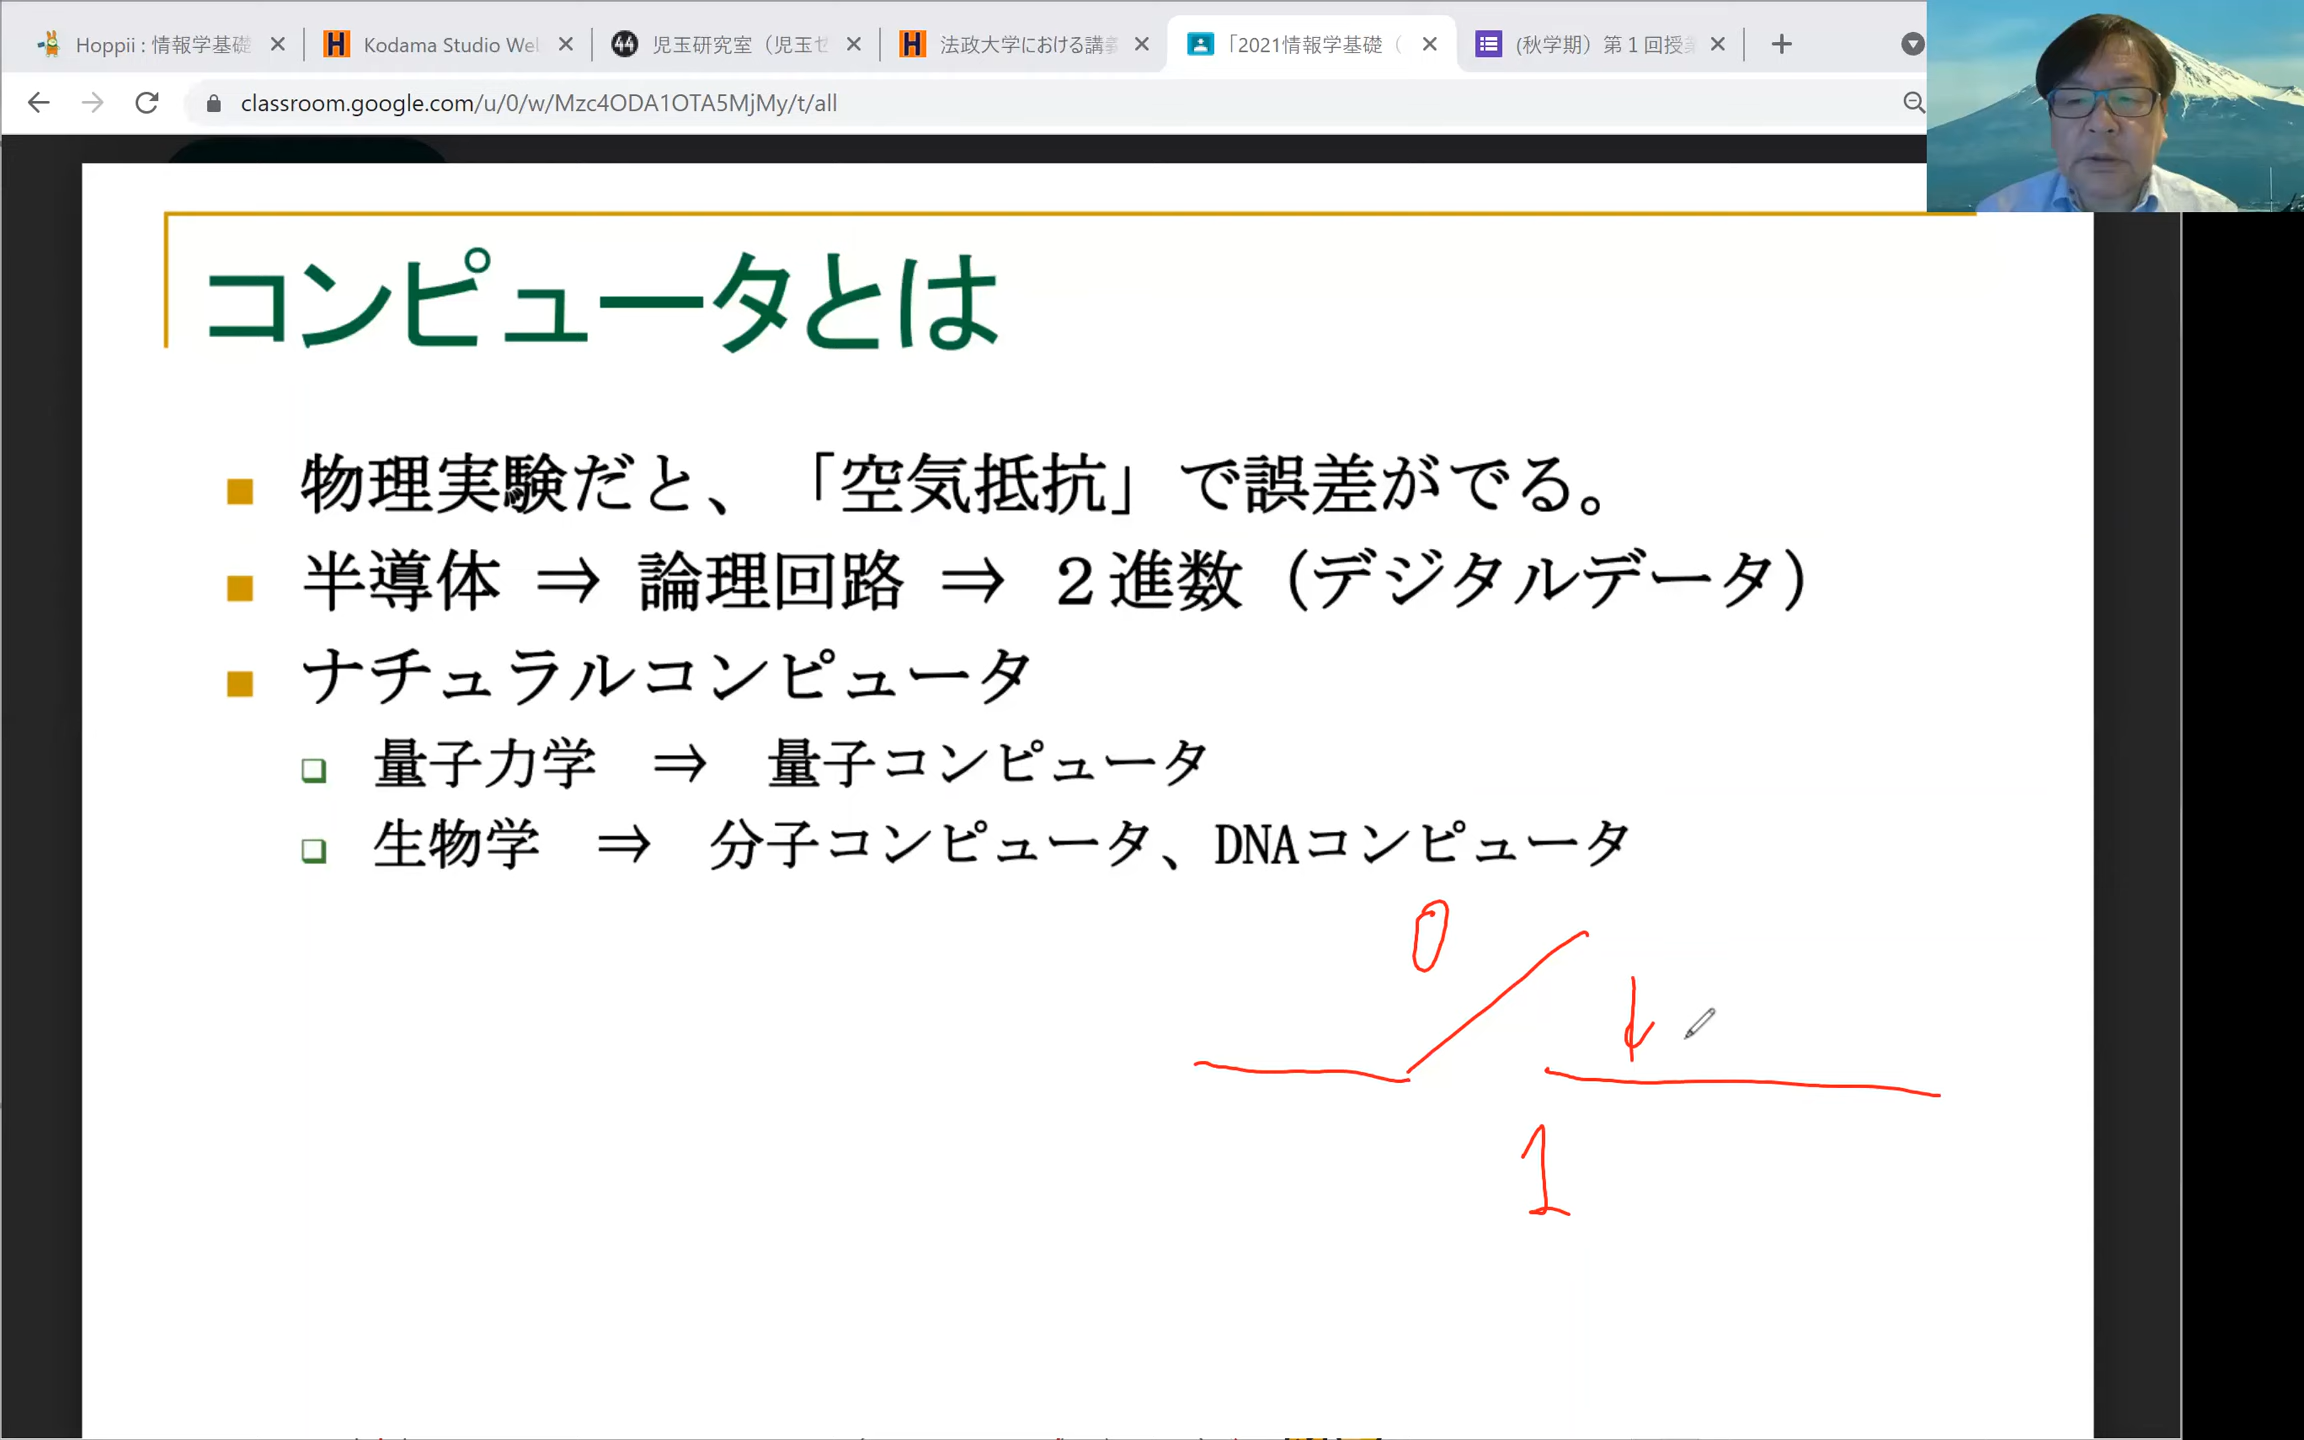 Hoppii : 情報学基礎
Kodama Studio Wel
児玉研究室（児玉ゼ
法政大学における講義
「2021情報学基礎（
(秋学期）第１回授業
classroom.google.com/u/0/w/Mzc4ODA1OTA5MjMy/t/all
コンピュータとは
物理実験だと、「空気抵抗」で誤差がでる。
半導体 ⇒ 論理回路 ⇒ ２進数（デジタルデータ）
ナチュラルコンピュータ
量子力学 ⇒ 量子コンピュータ
生物学 ⇒ 分子コンピュータ、DNAコンピュータ
0
1